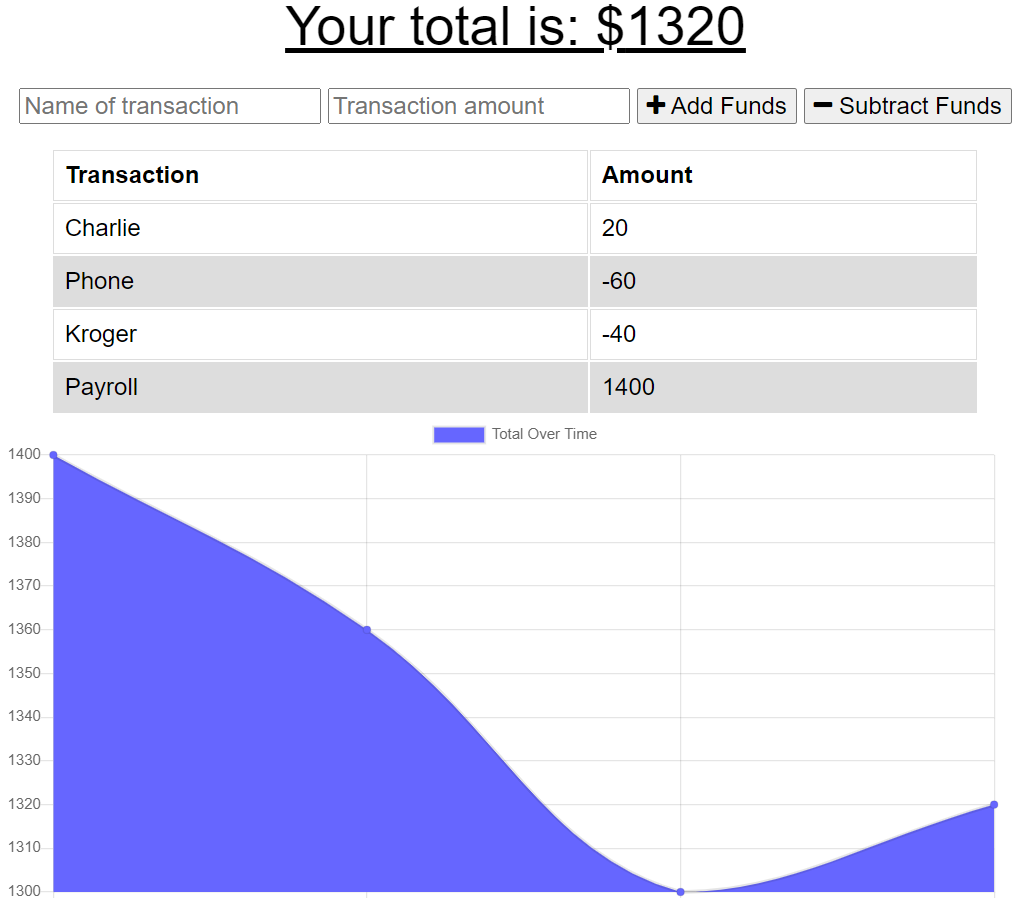 Your total is: $1320
Name of transaction Transaction amount Add Funds Subtract Funds
Transaction Amount
Charlie 20
Phone -60
Kroger -40
Payroll 1400
Total Over Time
1400
1390
1380
1370
1360
1350
1340
1330
1320
1310
1300